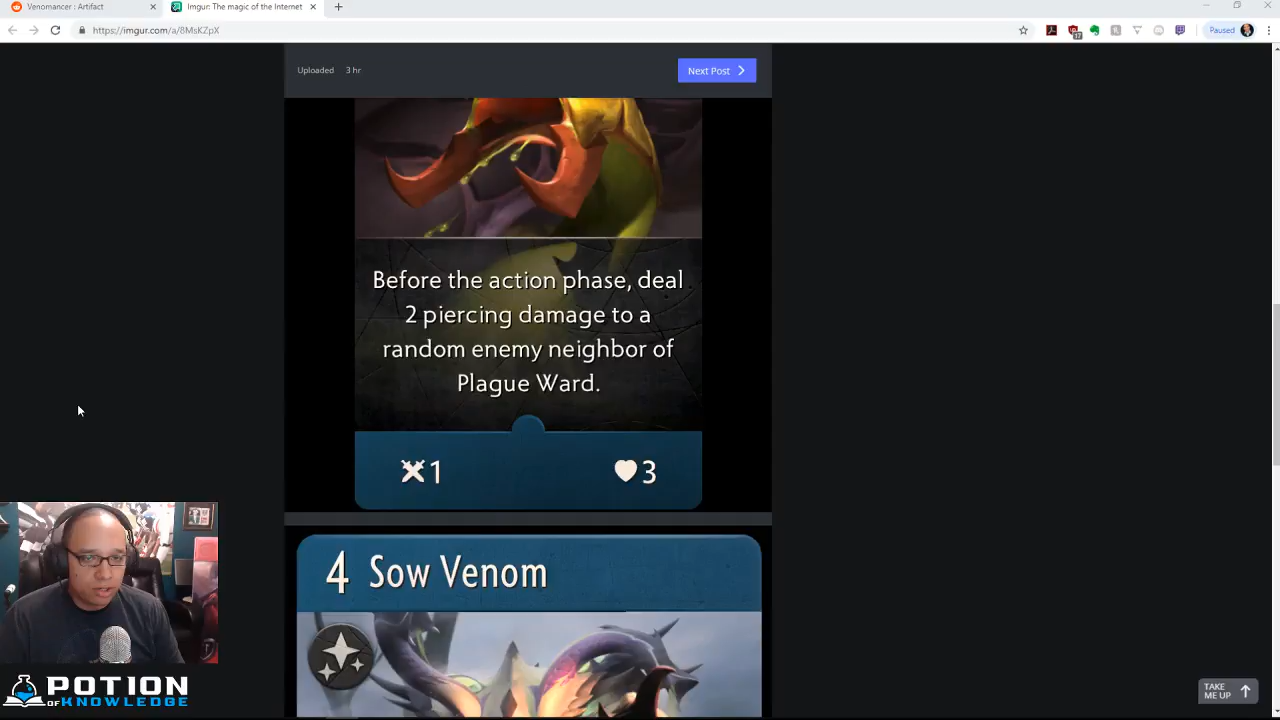 Venomancer : Artifact
Imgur: The magic of the Internet
https://imgur.com/a/8MsKZpX
Paused
Uploaded 3 hr
Next Post
Before the action phase, deal
2 piercing damage to a
random enemy neighbor of
Plague Ward.
1
3
4 Sow Venom
TAKE
ME UP
POTION
OF KNOWLEDGE